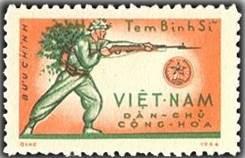 Tem Binh Sĩ
BƯU CHÍNH
VIỆT-NAM
DÂN-CHỦ
CỘNG-HÒA
1964